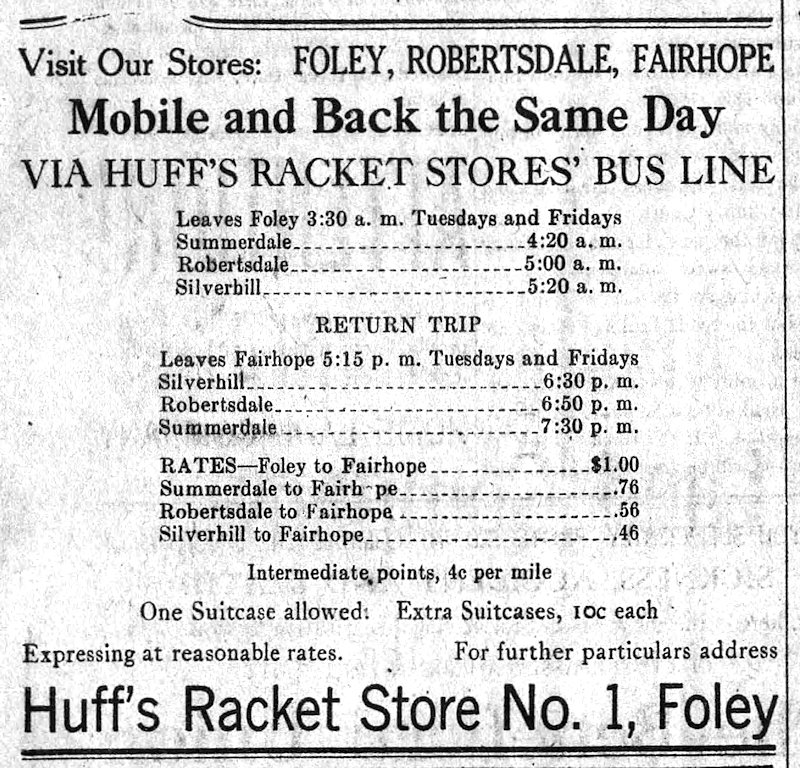 Visit Our Stores: FOLEY, ROBERTSDALE, FAIRHOPE
Mobile and Back the Same Day
VIA HUFF'S RACKET STORES' BUS LINE
Leaves Foley 3:30 a. m. Tuesdays and Fridays
Summerdale 4:20 a. m.
Robertsdale 5:00 a. m.
Silverhill 5:20 a. m.
RETURN TRIP
Leaves Fairhope 5:15 p. m. Tuesdays and Fridays
Silverhill 6:30 p. m.
Robertsdale 6:50 p. m.
Summerdale 7:30 p. m.
RATES—Foley to Fairhope $1.00
Summerdale to Fairh pe .76
Robertsdale to Fairhope .56
Silverhill to Fairhope .46
Intermediate points, 4c per mile
One Suitcase allowed. Extra Suitcases, 10c each
Expressing at reasonable rates. For further particulars address
Huff's Racket Store No. 1, Foley